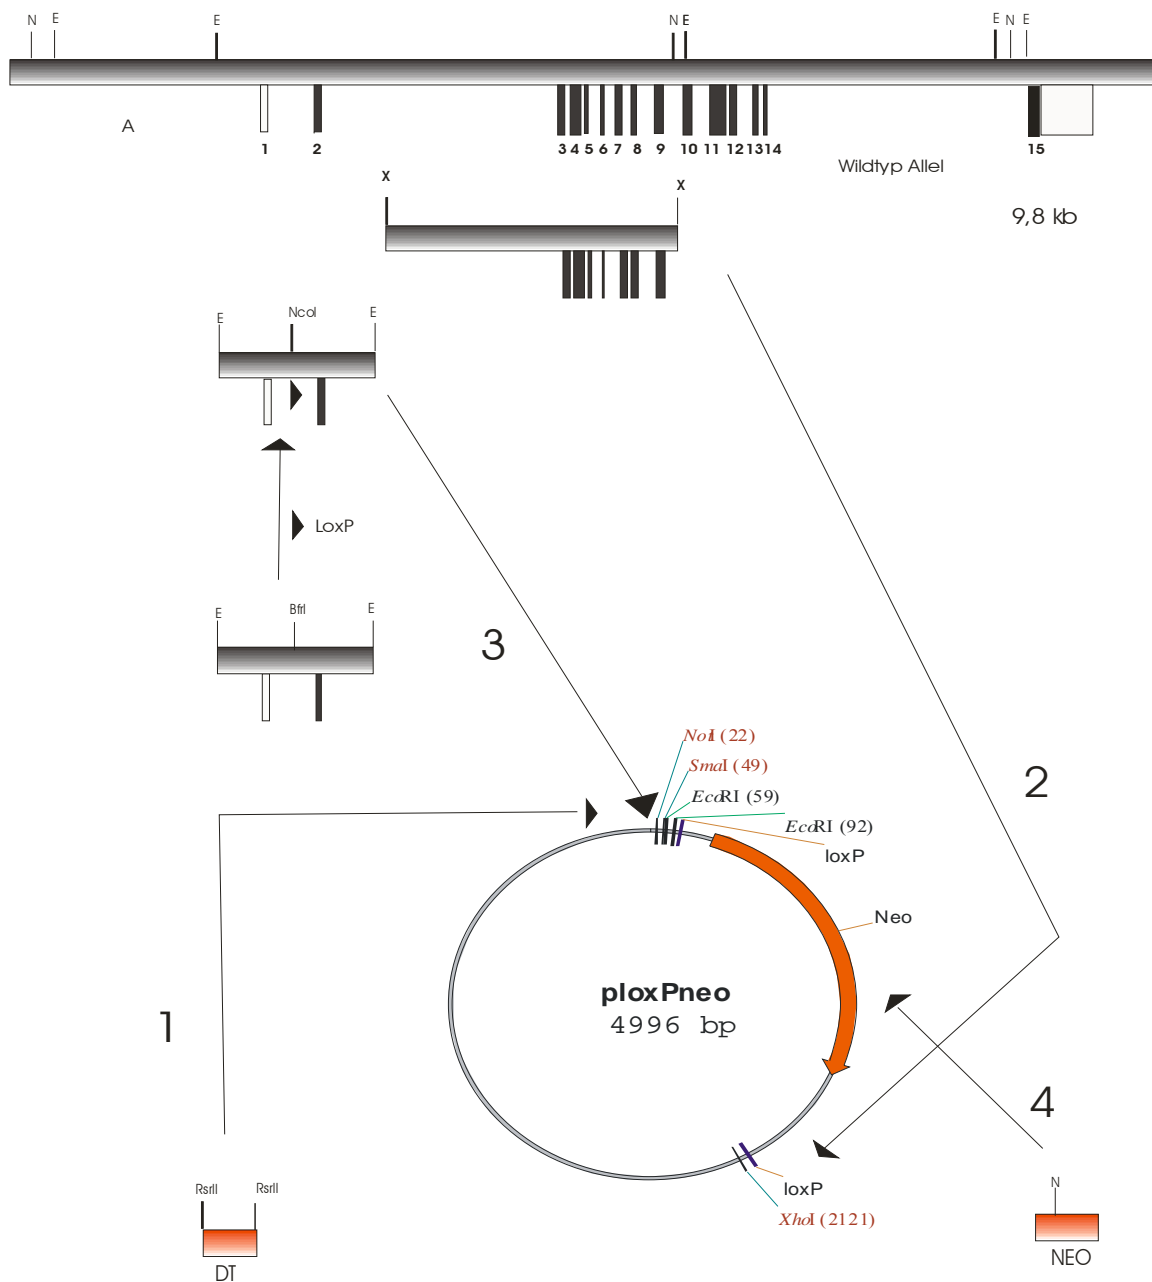 N E E N E E N E
A
1 2 3 4 5 6 7 8 9 10 11 12 13 14 15
Wildtyp Allel
X X
9,8 kb
E NcoI E
LoxP
E BfrI E
3
NotI (22)
SmaI (49)
2
EcoRI (59)
EcoRI (92)
loxP
Neo
ploxPneo
4996 bp
1
4
loxP
XhoI (2121)
RsrII RsrII
N
DT
NEO